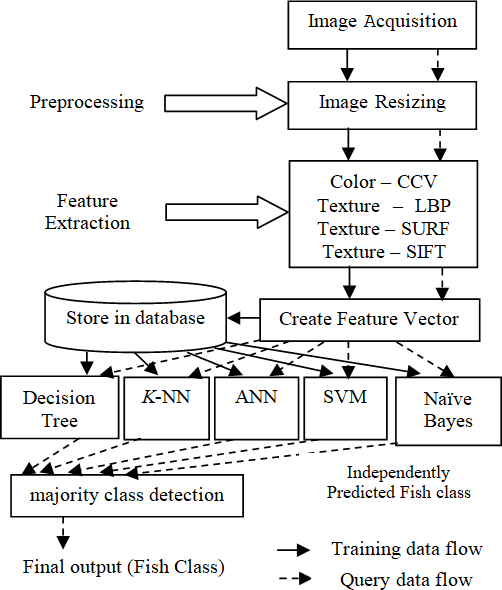 Image Acquisition
Preprocessing
Image Resizing
Feature
Extraction
Color – CCV
Texture – LBP
Texture – SURF
Texture – SIFT
Store in database
Create Feature Vector
Decision
Tree
K-NN
ANN
SVM
Naïve
Bayes
Independently
Predicted Fish class
majority class detection
Final output (Fish Class)
Training data flow
Query data flow